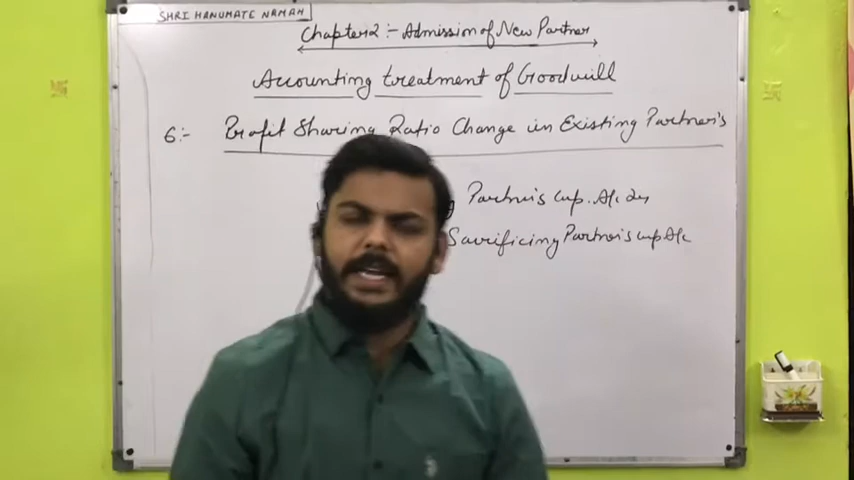 SHRI HANUMATE NAMAH
Chapter 2 :- Admission of New Partner
Accounting treatment of Goodwill
6:- Profit Sharing Ratio Change in Existing Partner's
Partner's cap. A/c Dr
Sacrificing Partner's cap A/c